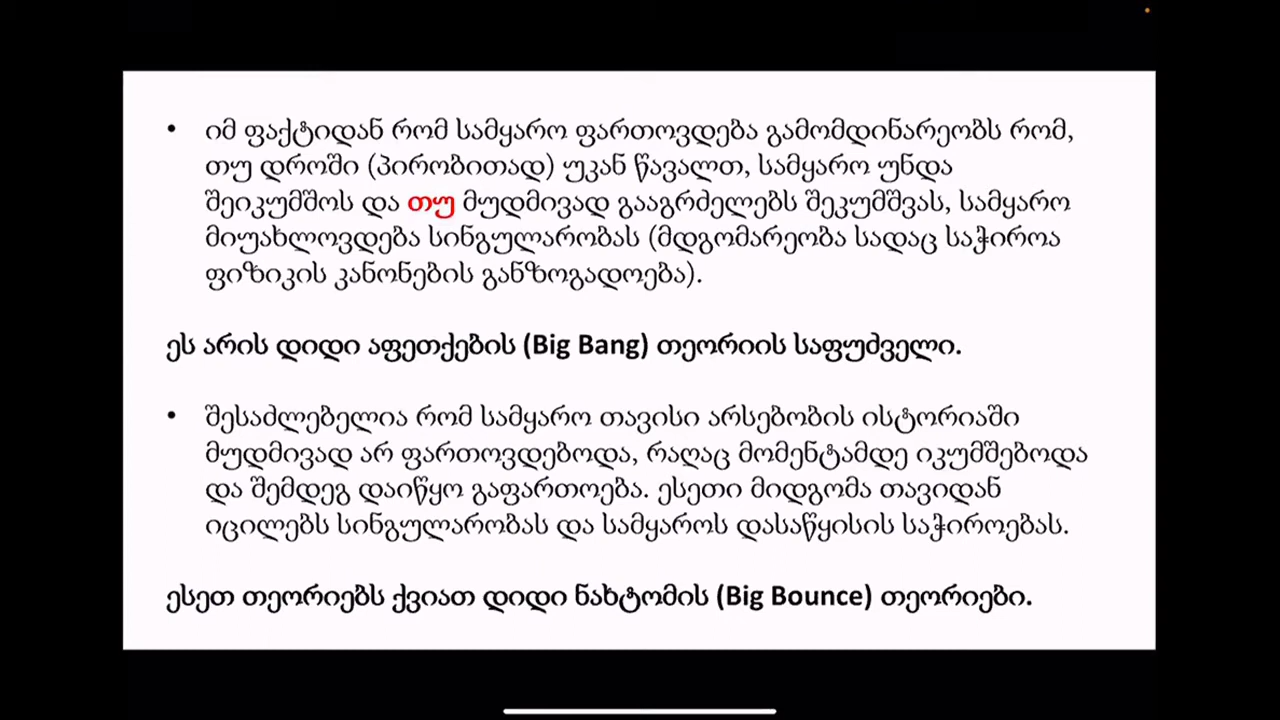 • იმ ფაქტიდან რომ სამყარო ფართოვდება გამომდინარეობს რომ,
თუ დროში (პირობითად) უკან წავალთ, სამყარო უნდა
შეიკუმშოს და თუ მუდმივად გააგრძელებს შეკუმშვას, სამყარო
მიუახლოვდება სინგულარობას (მდგომარეობა სადაც საჭიროა
ფიზიკის კანონების განზოგადოება).
ეს არის დიდი აფეთქების (Big Bang) თეორიის საფუძველი.
• შესაძლებელია რომ სამყარო თავისი არსებობის ისტორიაში
მუდმივად არ ფართოვდებოდა, რაღაც მომენტამდე იკუმშებოდა
და შემდეგ დაიწყო გაფართოება. ესეთი მიდგომა თავიდან
იცილებს სინგულარობას და სამყაროს დასაწყისის საჭიროებას.
ესეთ თეორიებს ქვიათ დიდი ნახტომის (Big Bounce) თეორიები.